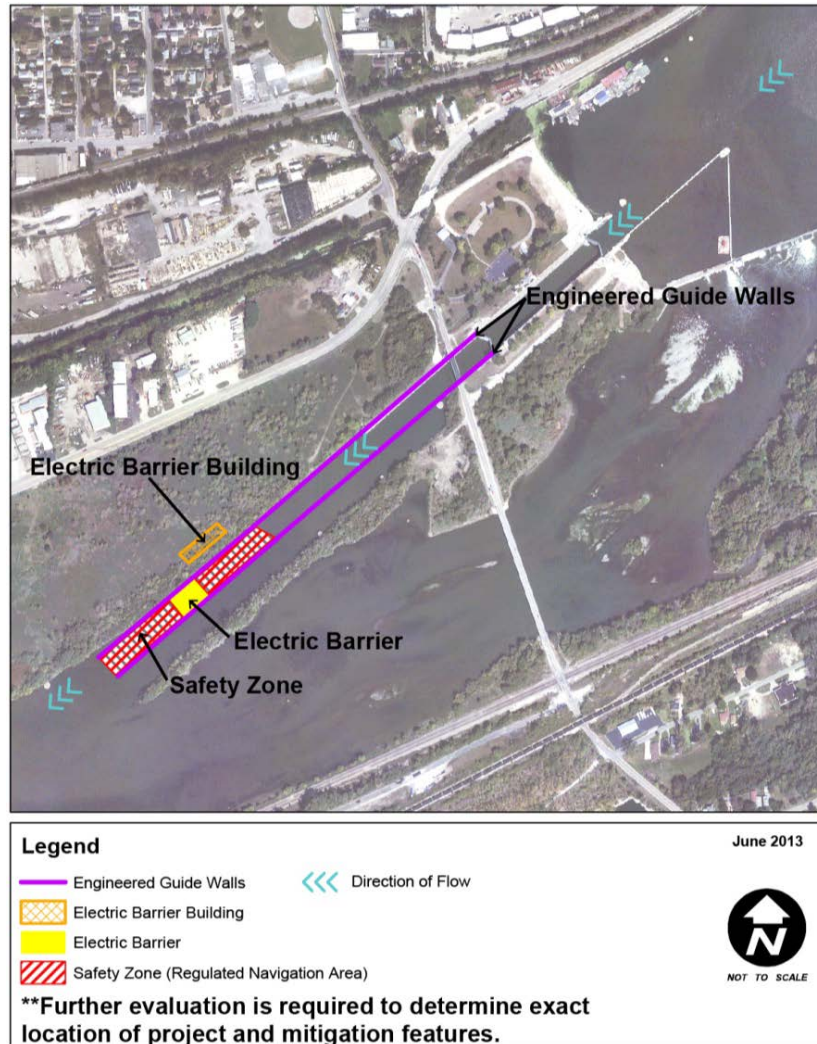 Engineered Guide Walls
Electric Barrier Building
Electric Barrier
Safety Zone
Legend
June 2013
Engineered Guide Walls
Direction of Flow
Electric Barrier Building
Electric Barrier
Safety Zone (Regulated Navigation Area)
N
NOT TO SCALE
**Further evaluation is required to determine exact
location of project and mitigation features.